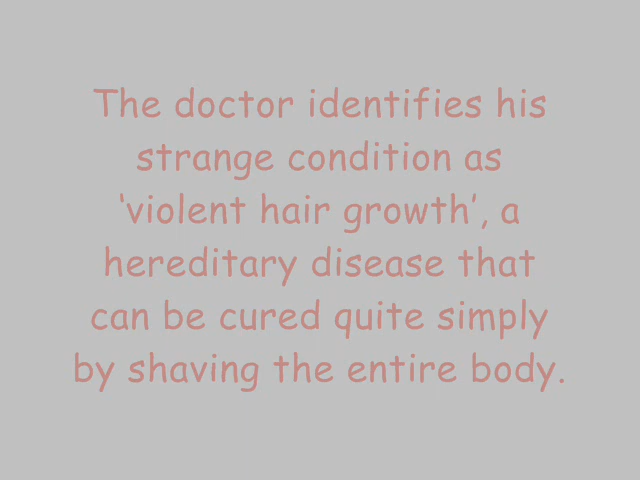 The doctor identifies his
strange condition as
‘violent hair growth’, a
hereditary disease that
can be cured quite simply
by shaving the entire body.